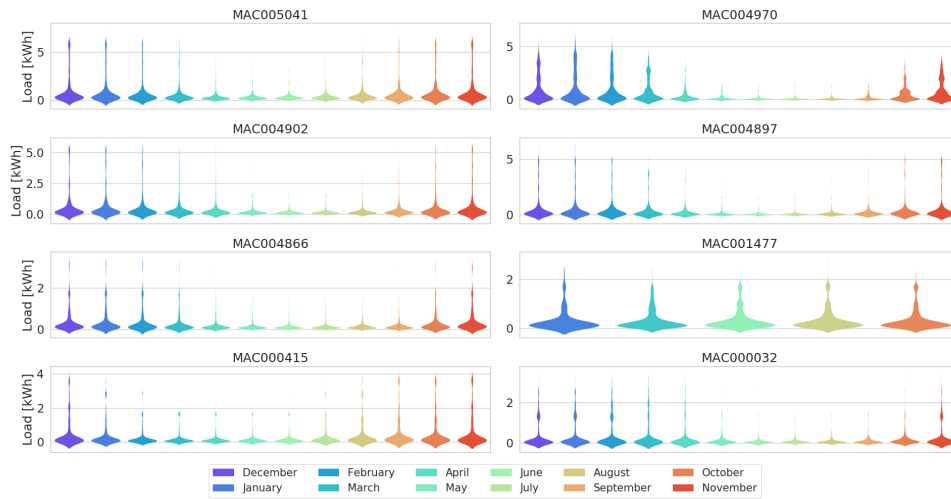 MAC005041
MAC004970
Load [kWh]
5
0
5
0
MAC004902
MAC004897
Load [kWh]
5.0
2.5
0.0
5
0
MAC004866
MAC001477
Load [kWh]
2
0
2
0
MAC000415
MAC000032
Load [kWh]
4
2
0
2
0
December February April June August October
January March May July September November